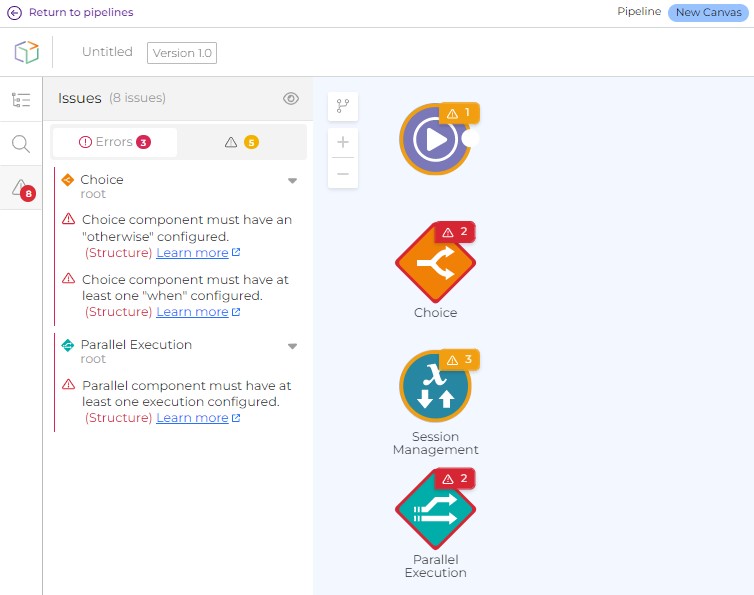 Return to pipelines
Pipeline New Canvas
Untitled Version 1.0
Issues (8 issues)
Errors 3
5
8
Choice
root
Choice component must have an
"otherwise" configured.
(Structure) Learn more
Choice component must have at
least one "when" configured.
(Structure) Learn more
Parallel Execution
root
Parallel component must have at
least one execution configured.
(Structure) Learn more
1
2
Choice
3
x
Session
Management
2
Parallel
Execution